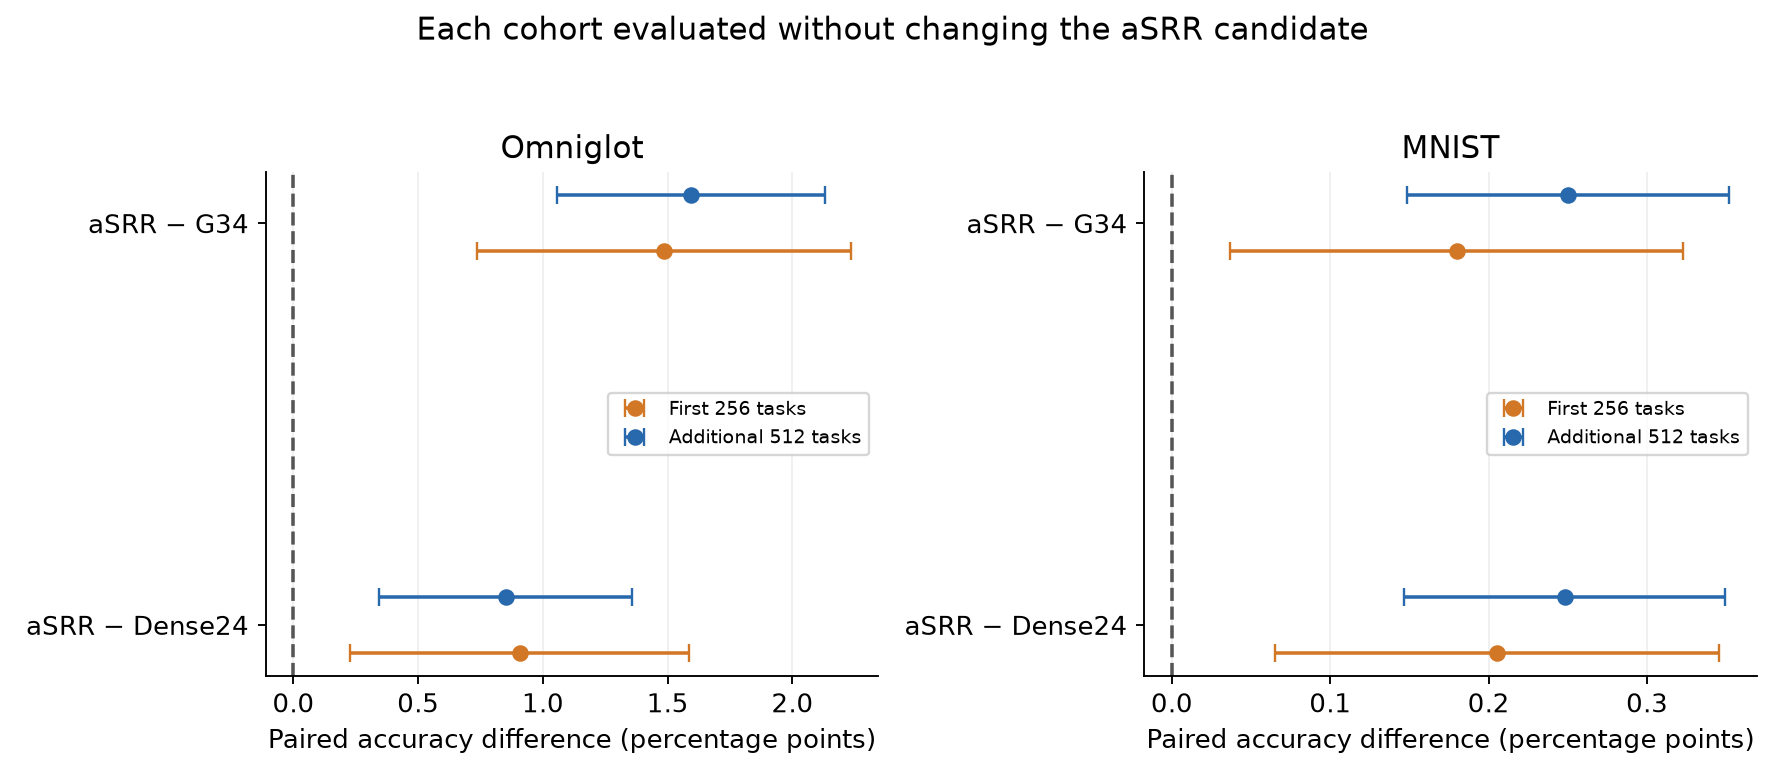 Each cohort evaluated without changing the aSRR candidate
Omniglot
aSRR − G34
aSRR − Dense24
First 256 tasks
Additional 512 tasks
0.0 0.5 1.0 1.5 2.0
Paired accuracy difference (percentage points)
MNIST
aSRR − G34
aSRR − Dense24
First 256 tasks
Additional 512 tasks
0.0 0.1 0.2 0.3
Paired accuracy difference (percentage points)